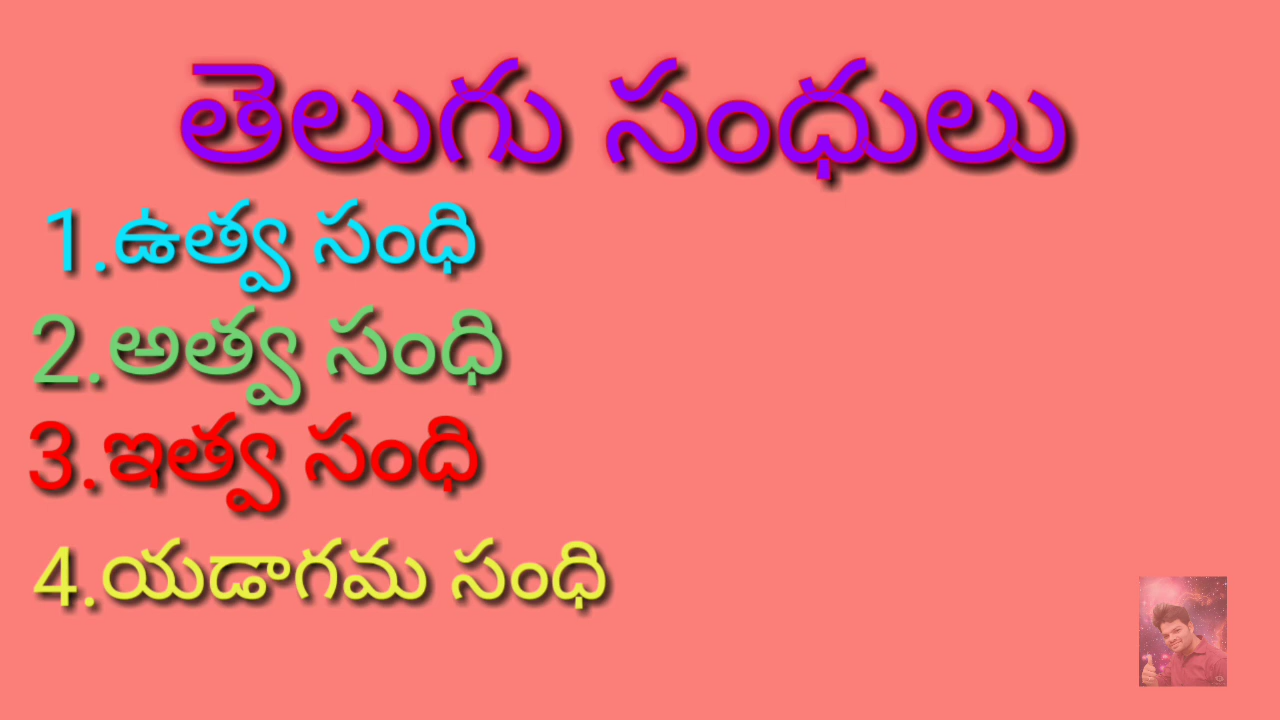 తెలుగు సంధులు
1.ఉత్వ సంధి
2.అత్వ సంధి
3.ఇత్వ సంధి
4.యడాగమ సంధి